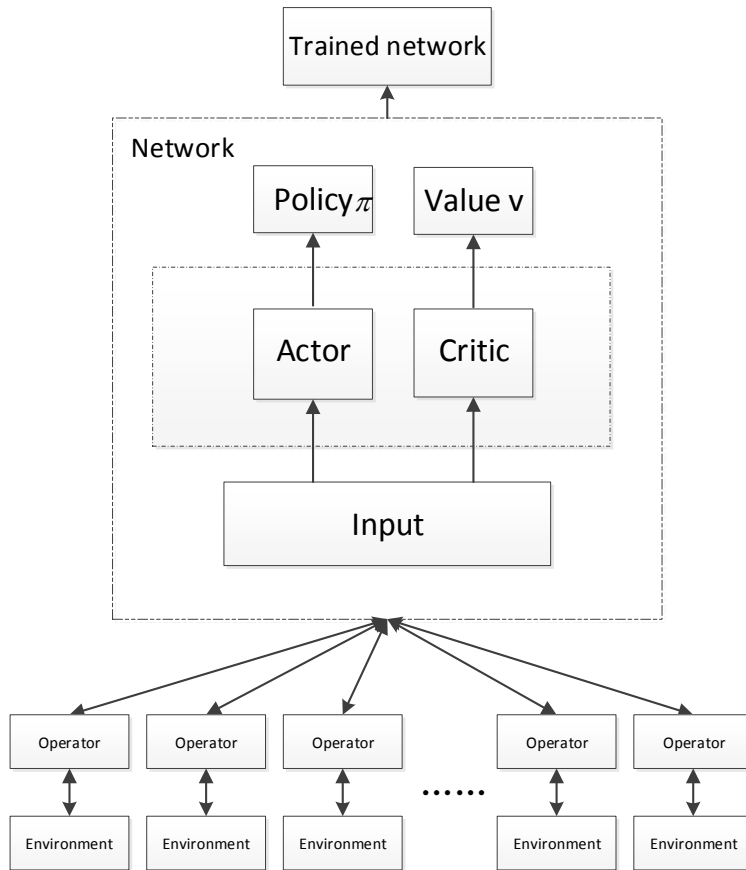 Trained network
Network
Policy π
Value v
Actor
Critic
Input
Operator
Operator
Operator
Operator
Operator
......
Environment
Environment
Environment
Environment
Environment